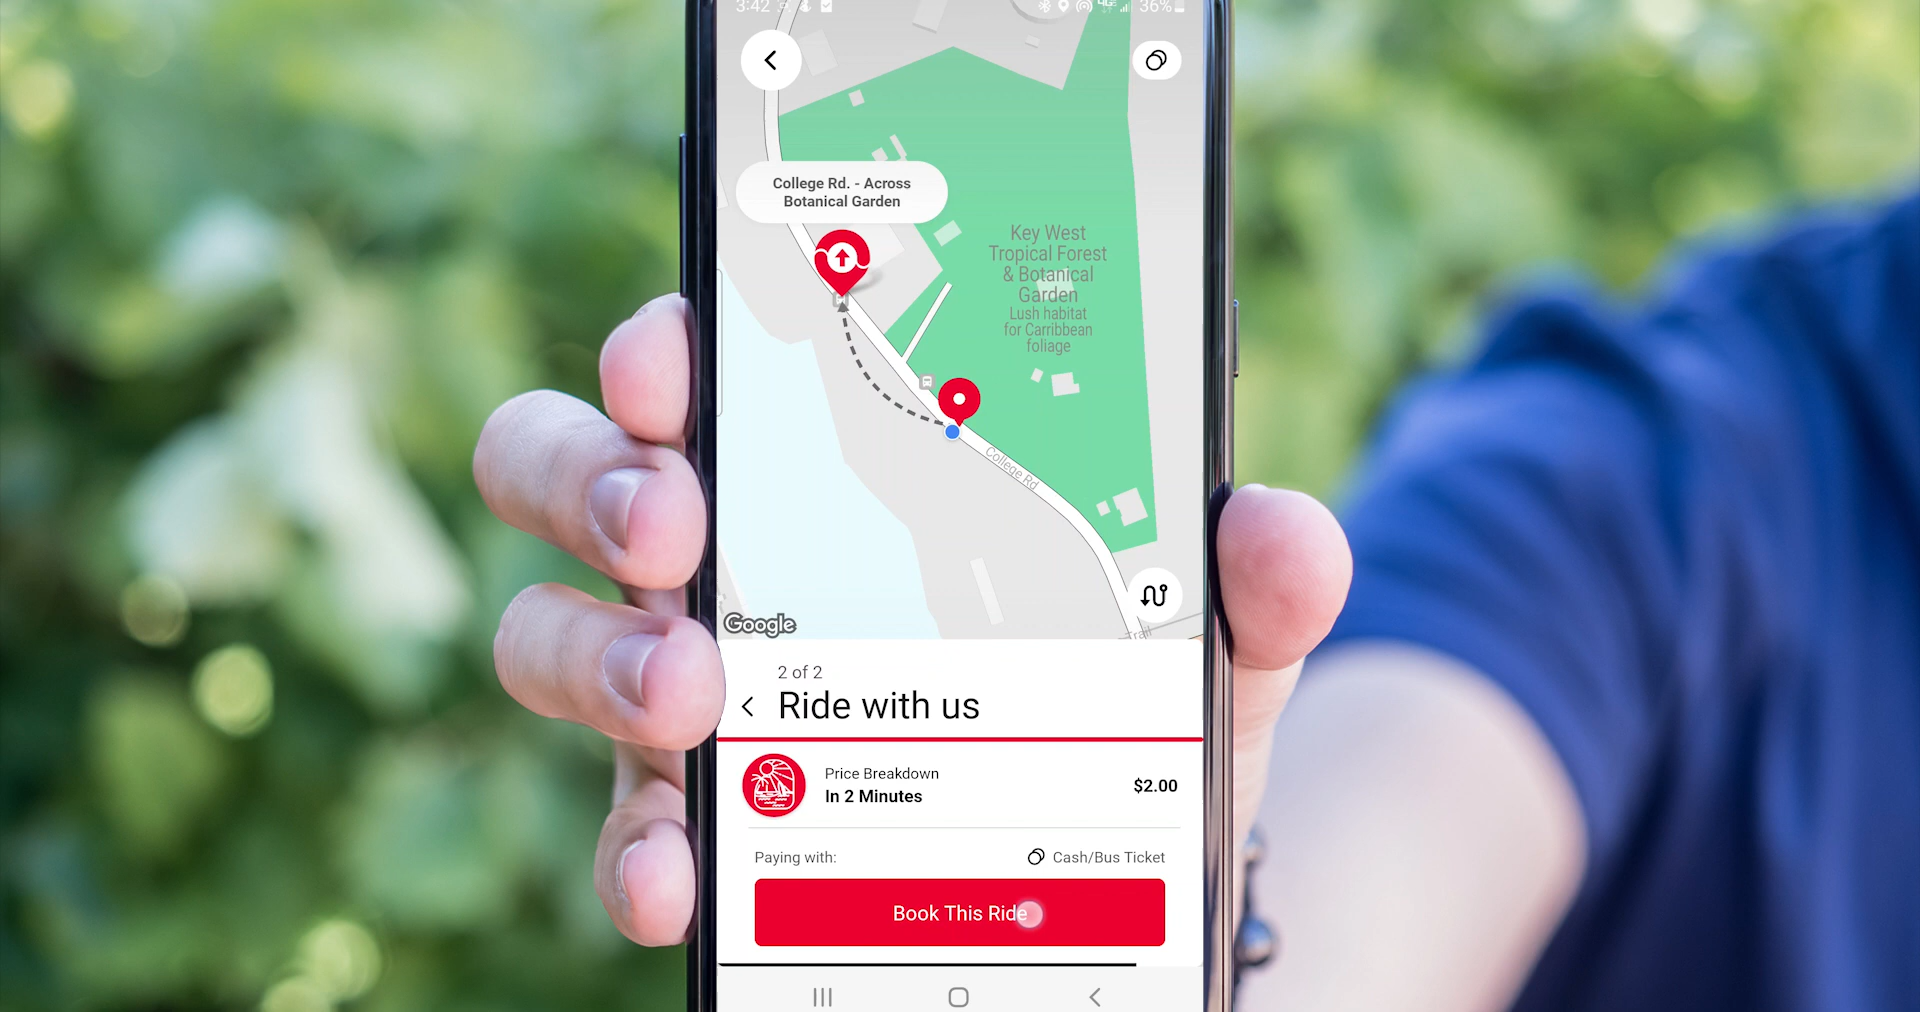 3:42
4G
36%
College Rd. - Across
Botanical Garden
Key West
Tropical Forest
& Botanical
Garden
Lush habitat
for Carribbean
foliage
College Rd
Trail
Google
2 of 2
Ride with us
Price Breakdown
In 2 Minutes
$2.00
Paying with:
Cash/Bus Ticket
Book This Ride